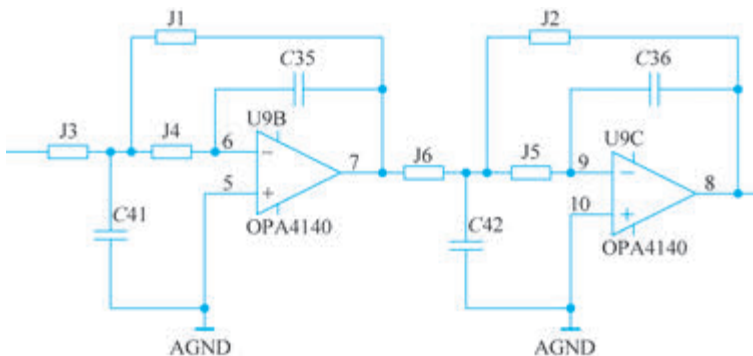 J1
J2
C35
C36
U9B
U9C
J3
J4
6
7
J6
J5
9
8
5
10
C41
OPA4140
C42
OPA4140
AGND
AGND